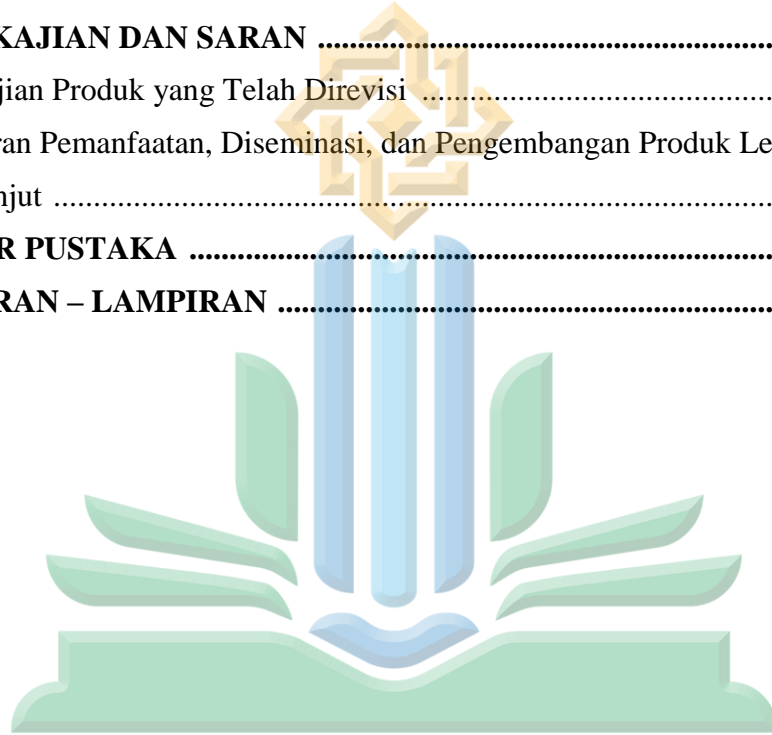 KAJIAN DAN SARAN ........................................................
jian Produk yang Telah Direvisi ...........................................
ran Pemanfaatan, Diseminasi, dan Pengembangan Produk Le
njut ..........................................................................................
R PUSTAKA ........................................................................
RAN – LAMPIRAN .............................................................